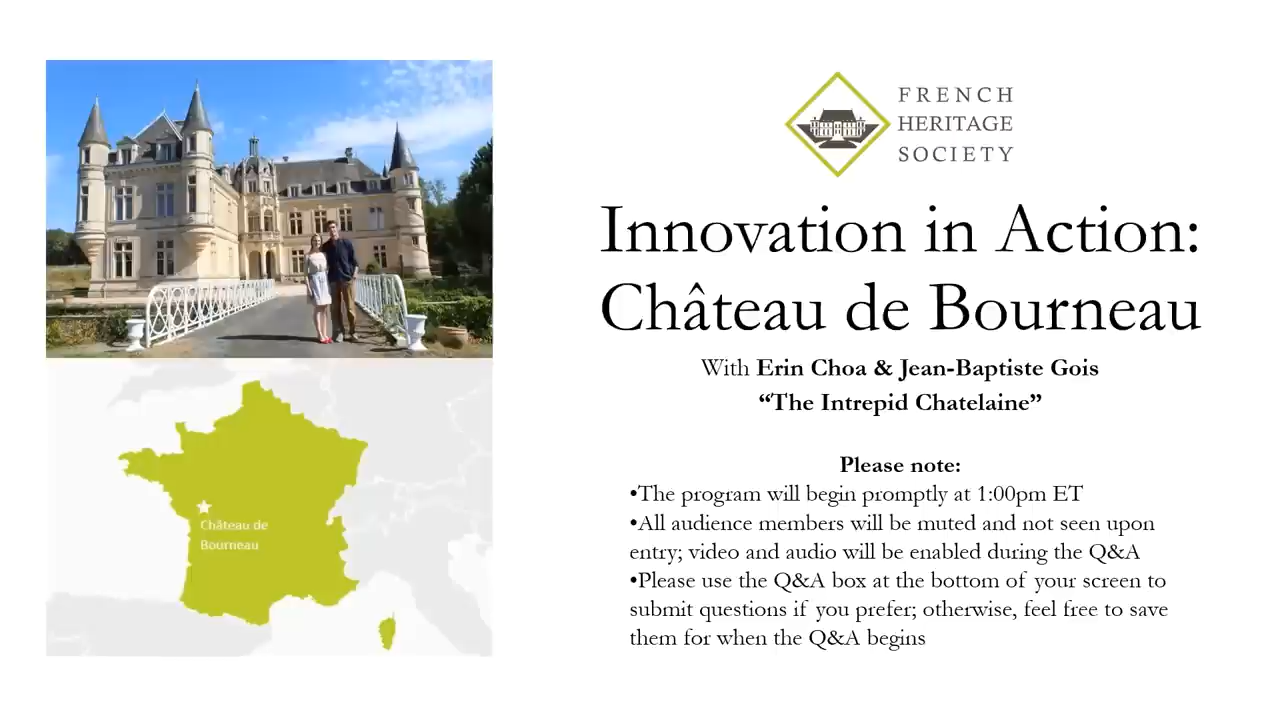 FRENCH
HERITAGE
SOCIETY
Innovation in Action:
Château de Bourneau
With Erin Choa & Jean-Baptiste Gois
“The Intrepid Chatelaine”
Please note:
•The program will begin promptly at 1:00pm ET
•All audience members will be muted and not seen upon
entry; video and audio will be enabled during the Q&A
•Please use the Q&A box at the bottom of your screen to
submit questions if you prefer; otherwise, feel free to save
them for when the Q&A begins
Château de
Bourneau